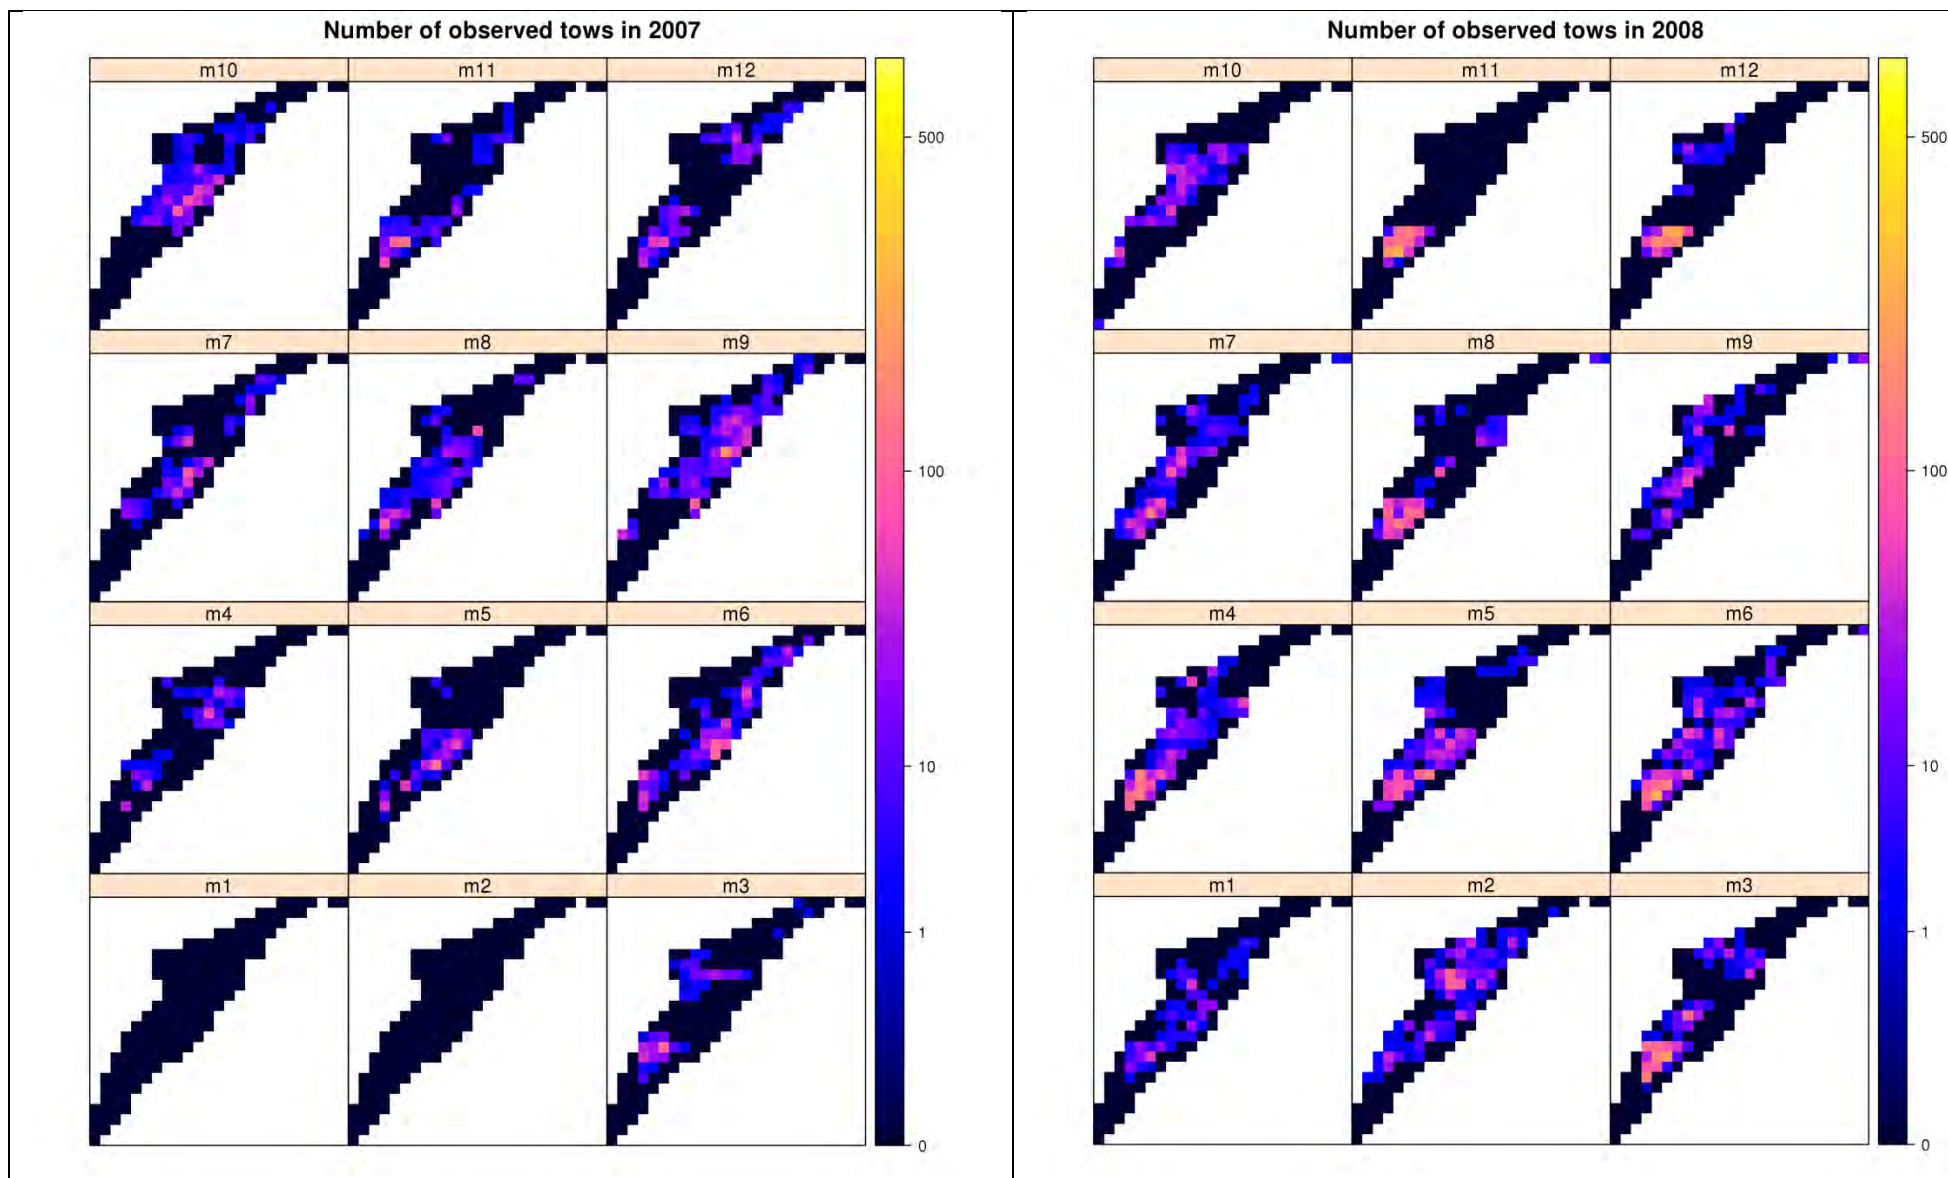 Number of observed tows in 2007
m10 m11 m12
m7 m8 m9
m4 m5 m6
m1 m2 m3
500
100
10
1
0
Number of observed tows in 2008
m10 m11 m12
m7 m8 m9
m4 m5 m6
m1 m2 m3
500
100
10
1
0